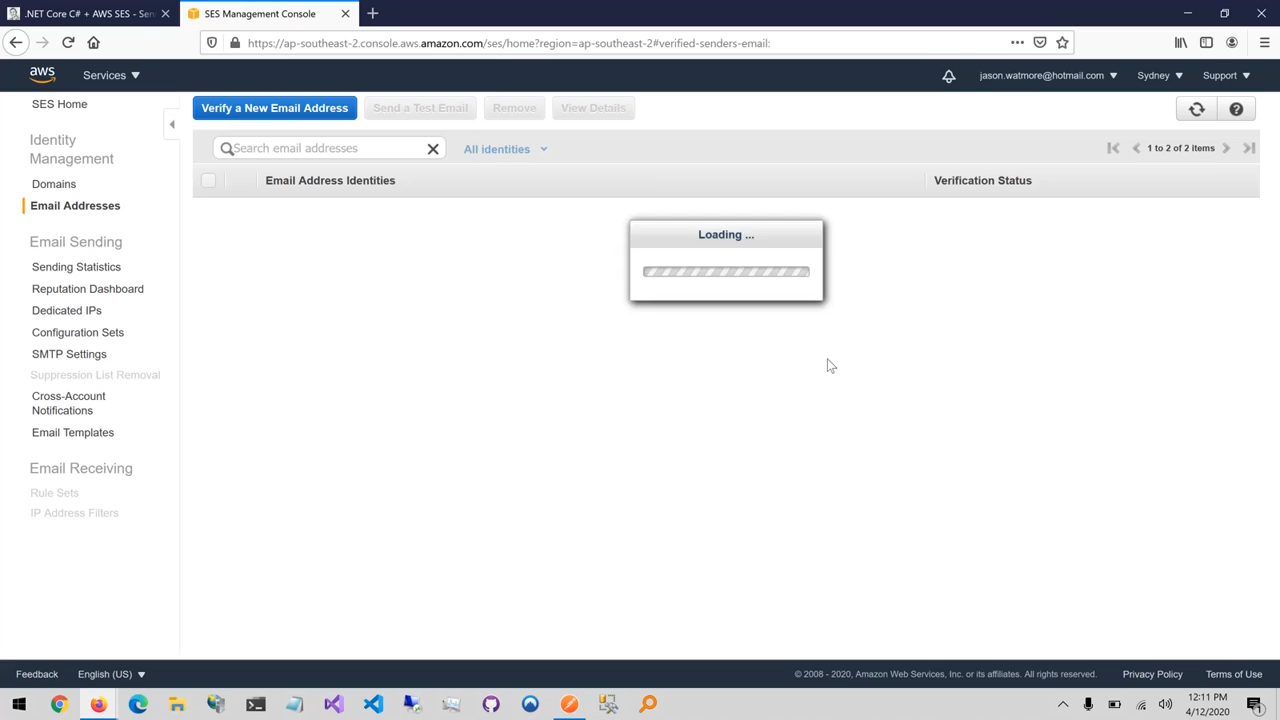 .NET Core C# + AWS SES - Sen
SES Management Console
https://ap-southeast-2.console.aws.amazon.com/ses/home?region=ap-southeast-2#verified-senders-email:
aws
Services
jason.watmore@hotmail.com
Sydney
Support
SES Home
Identity
Management
Domains
Email Addresses
Email Sending
Sending Statistics
Reputation Dashboard
Dedicated IPs
Configuration Sets
SMTP Settings
Suppression List Removal
Cross-Account
Notifications
Email Templates
Email Receiving
Rule Sets
IP Address Filters
Verify a New Email Address
Send a Test Email
Remove
View Details
Search email addresses
All identities
1 to 2 of 2 items
Email Address Identities
Verification Status
Loading ...
Feedback
English (US)
© 2008 - 2020, Amazon Web Services, Inc. or its affiliates. All rights reserved.
Privacy Policy
Terms of Use
12:11 PM
4/12/2020